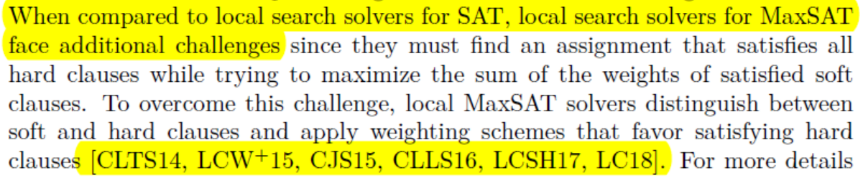 When compared to local search solvers for SAT, local search solvers for MaxSAT
face additional challenges since they must find an assignment that satisfies all
hard clauses while trying to maximize the sum of the weights of satisfied soft
clauses. To overcome this challenge, local MaxSAT solvers distinguish between
soft and hard clauses and apply weighting schemes that favor satisfying hard
clauses [CLTS14, LCW+15, CJS15, CLLS16, LCSH17, LC18]. For more details